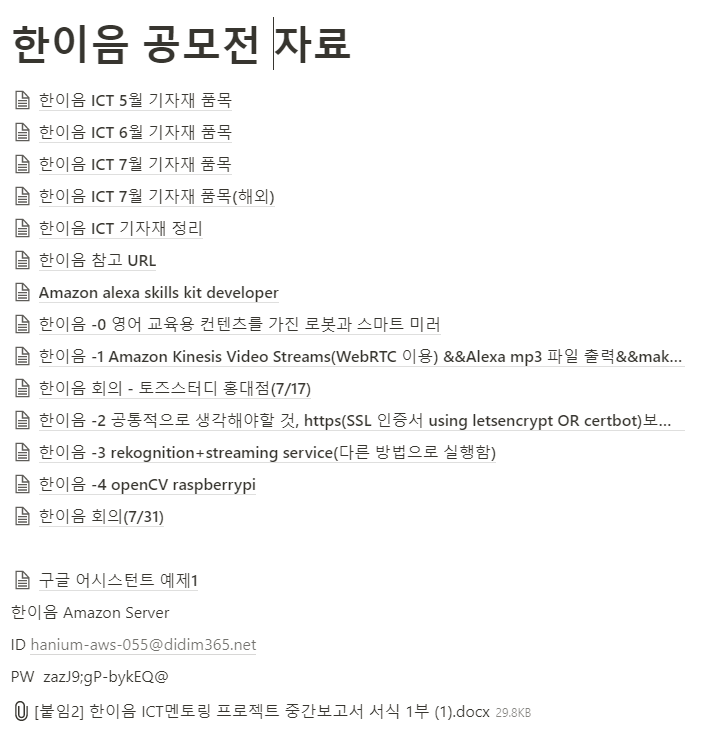 한이음 공모전 자료
한이음 ICT 5월 기자재 품목
한이음 ICT 6월 기자재 품목
한이음 ICT 7월 기자재 품목
한이음 ICT 7월 기자재 품목(해외)
한이음 ICT 기자재 정리
한이음 참고 URL
Amazon alexa skills kit developer
한이음 -0 영어 교육용 컨텐츠를 가진 로봇과 스마트 미러
한이음 -1 Amazon Kinesis Video Streams(WebRTC 이용) &&Alexa mp3 파일 출력&&mak...
한이음 회의 - 토즈스터디 홍대점(7/17)
한이음 -2 공통적으로 생각해야할 것, https(SSL 인증서 using letsencrypt OR certbot)보...
한이음 -3 rekognition+streaming service(다른 방법으로 실행함)
한이음 -4 openCV raspberrypi
한이음 회의(7/31)
구글 어시스턴트 예제1
한이음 Amazon Server
ID hanium-aws-055@didim365.net
PW zazJ9;gP-bykEQ@
[붙임2] 한이음 ICT멘토링 프로젝트 중간보고서 서식 1부 (1).docx 29.8KB